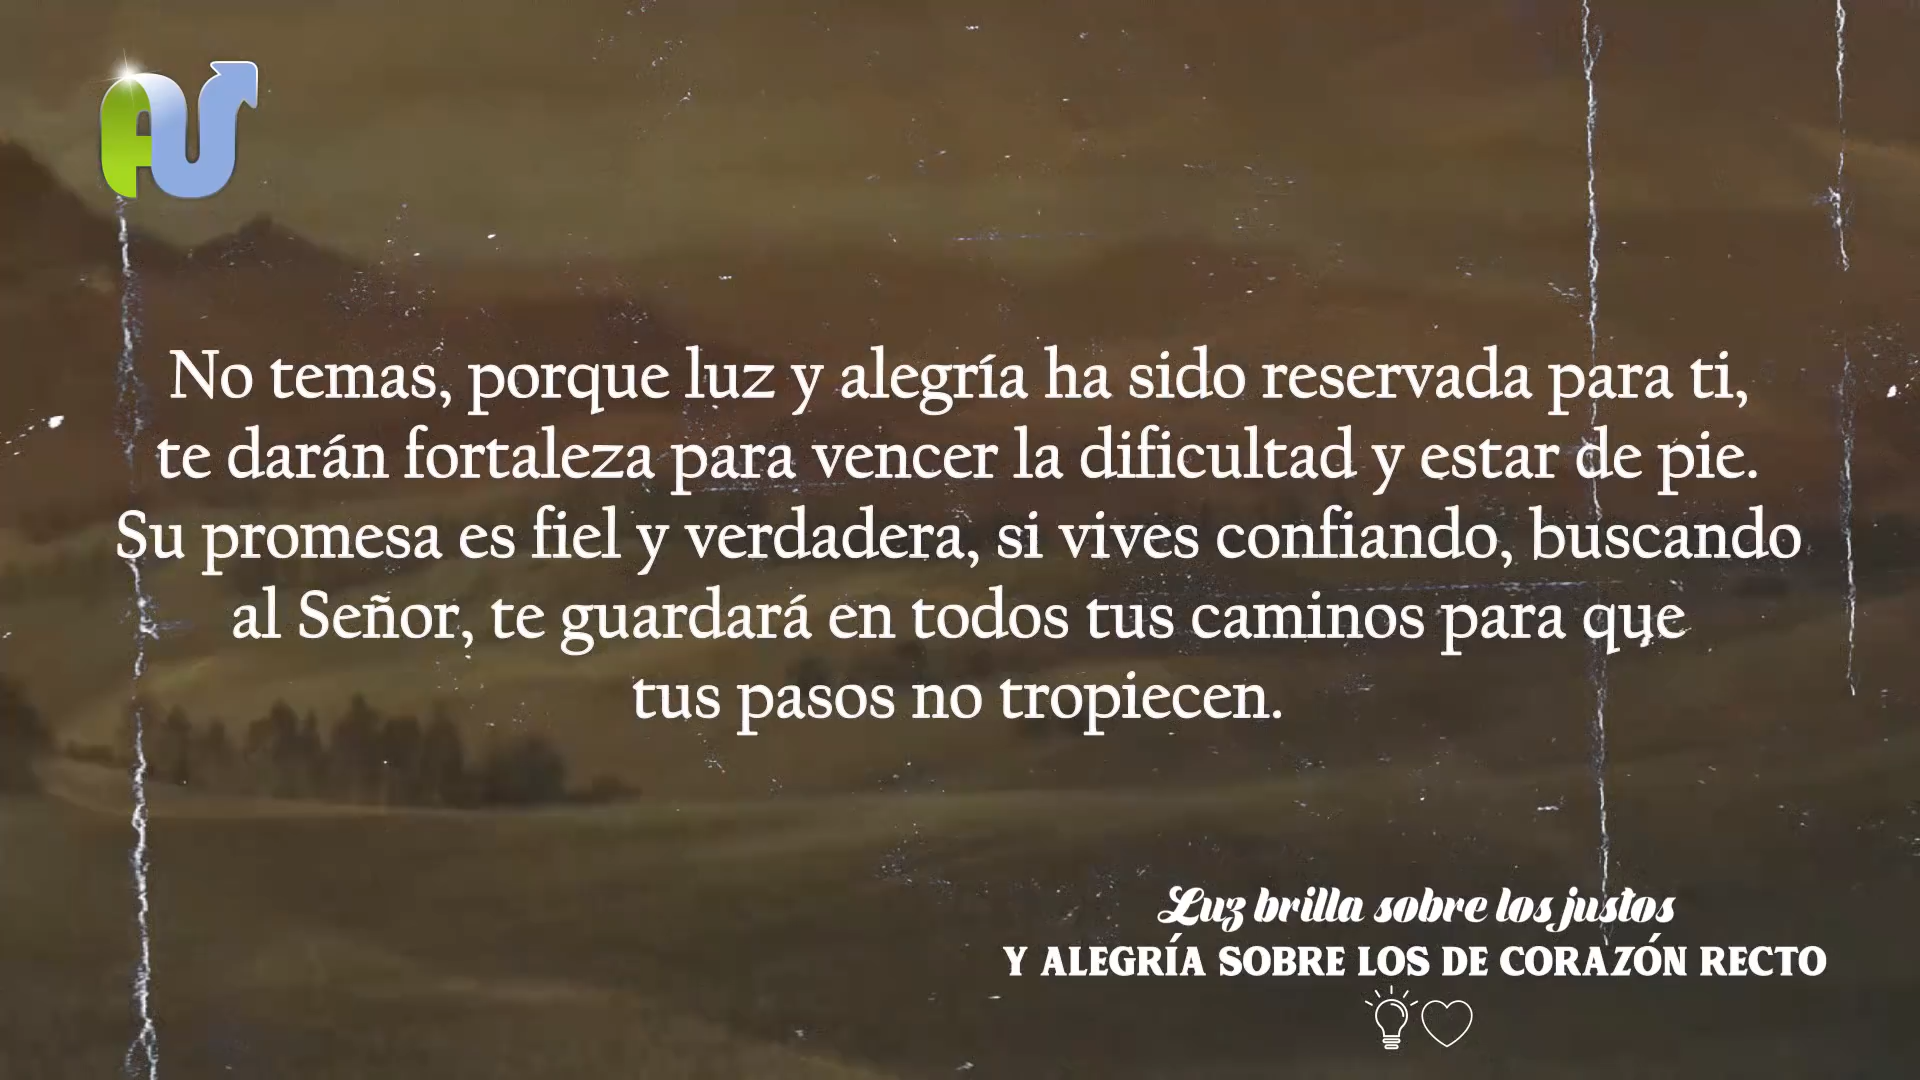 AU
No temas, porque luz y alegría ha sido reservada para ti,
te darán fortaleza para vencer la dificultad y estar de pie.
Su promesa es fiel y verdadera, si vives confiando, buscando
al Señor, te guardará en todos tus caminos para que
tus pasos no tropiecen.
Luz brilla sobre los justos
Y ALEGRÍA SOBRE LOS DE CORAZÓN RECTO